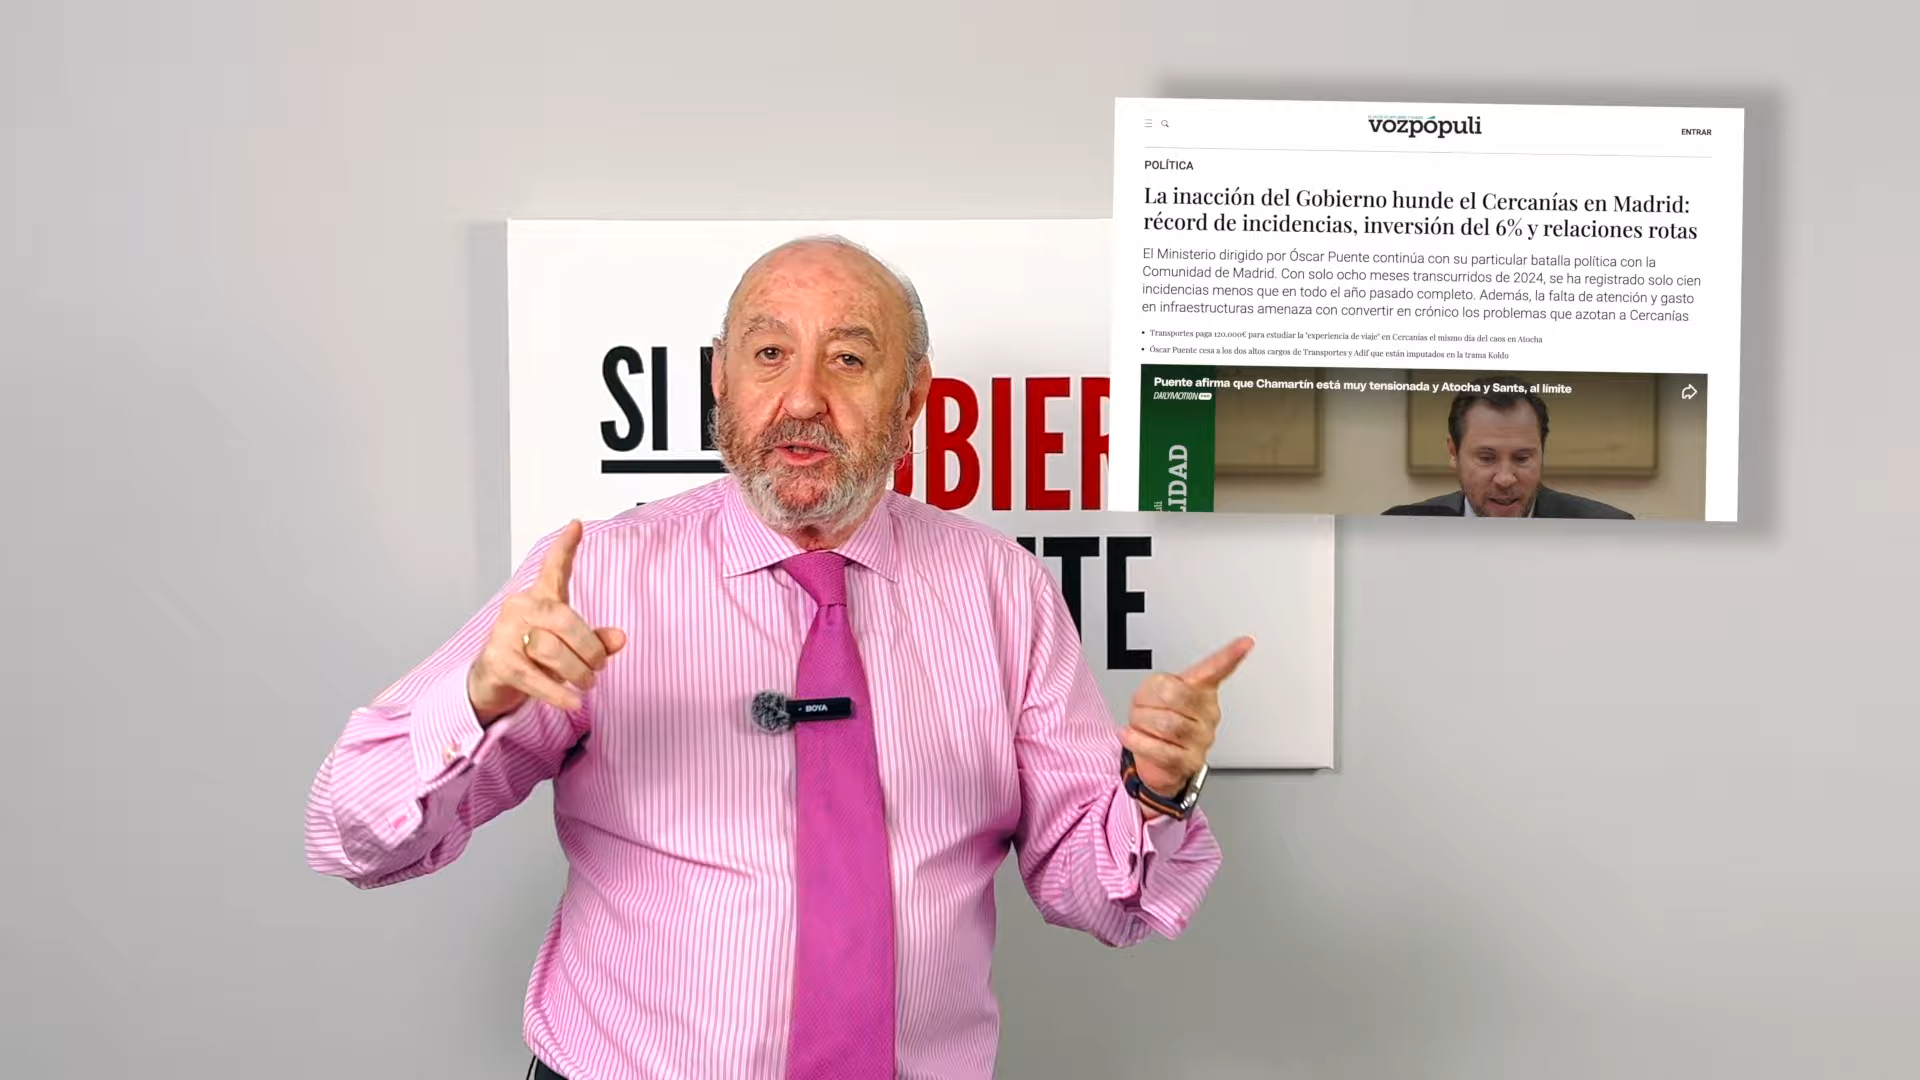 vozpópuli
ENTRAR
POLÍTICA
La inacción del Gobierno hunde el Cercanías en Madrid:
récord de incidencias, inversión del 6% y relaciones rotas
El Ministerio dirigido por Óscar Puente continúa con su particular batalla política con la
Comunidad de Madrid. Con solo ocho meses transcurridos de 2024, se ha registrado solo cien
incidencias menos que en todo el año pasado completo. Además, la falta de atención y gasto
en infraestructuras amenaza con convertir en crónico los problemas que azotan a Cercanías
Transportes paga 120.000€ para estudiar la "experiencia de viaje" en Cercanías el mismo día del caos en Atocha
Óscar Puente cesa a los dos altos cargos de Transportes y Adif que están imputados en la trama Koldo
Puente afirma que Chamartín está muy tensionada y Atocha y Sants, al límite
DAILYMOTION
LIDAD
SI
BIER
TE
BOYA